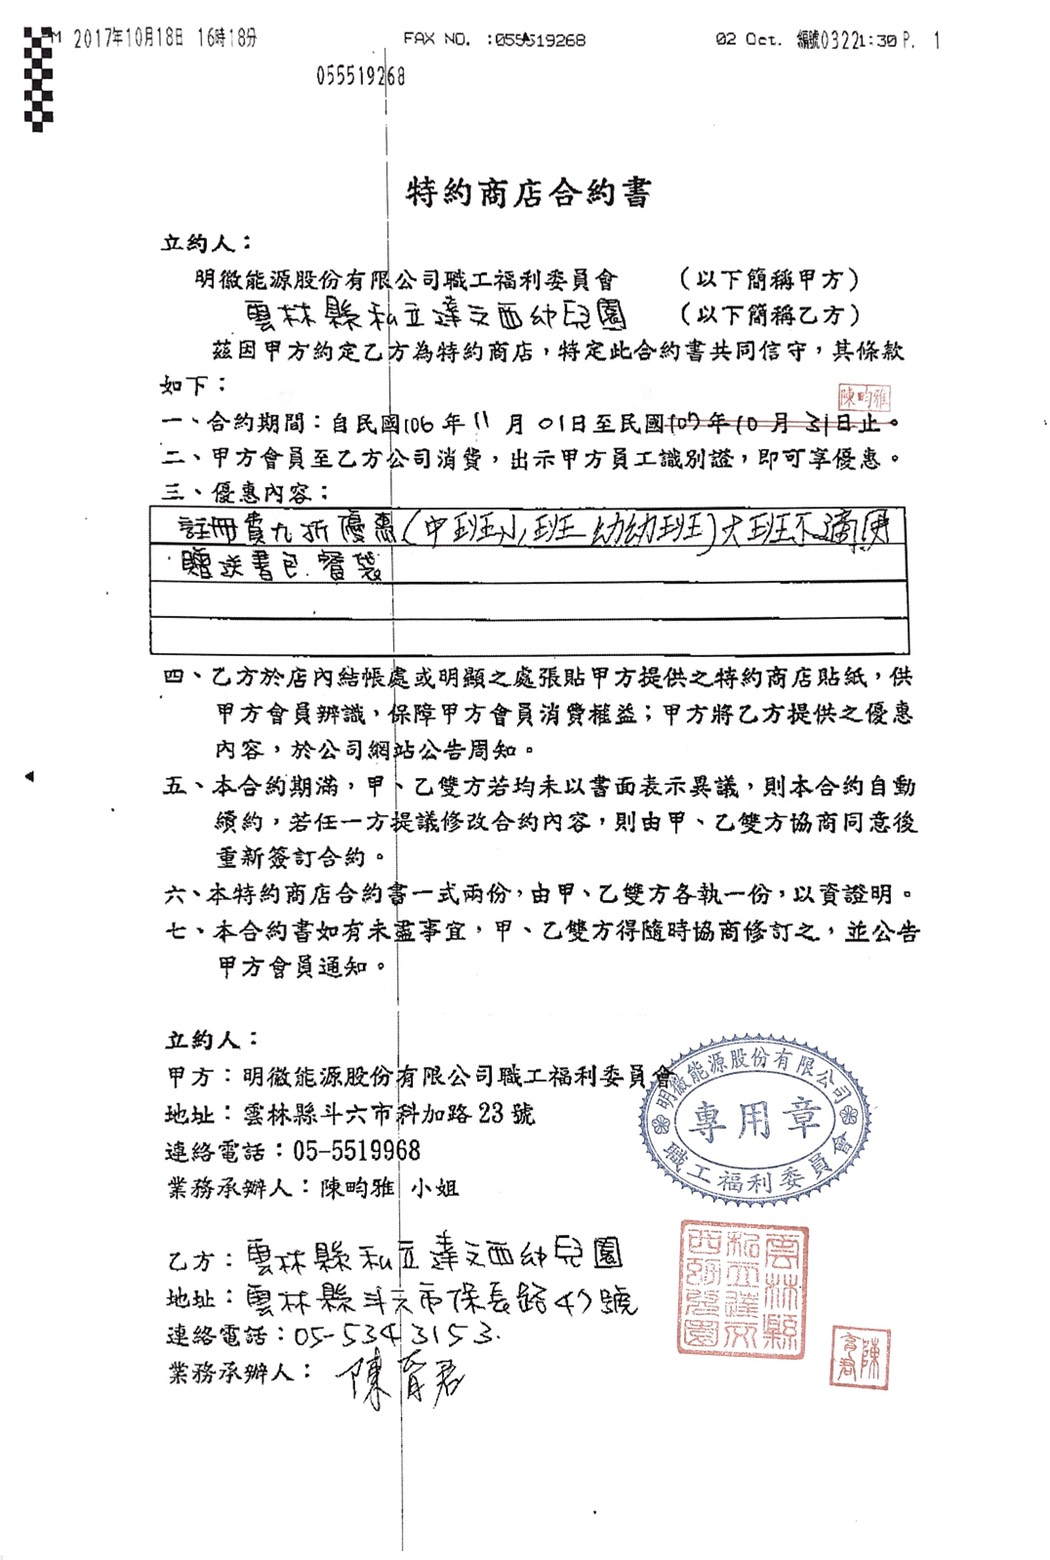 2017年10月18日 16時18分 FAX NO. :055519268 02 Oct. 編號03221:30 P. 1
055519268
特約商店合約書
立約人：
明徽能源股份有限公司職工福利委員會 （以下簡稱甲方）
雲林縣私立達文西幼兒園 （以下簡稱乙方）
茲因甲方約定乙方為特約商店，特定此合約書共同信守，其條款
如下：
陳昀雅
一、合約期間：自民國106年11月01日至民國107年10月31日止。
二、甲方會員至乙方公司消費，出示甲方員工識別證，即可享優惠。
三、優惠內容：
註冊費九折優惠(中班小班幼幼班)大班不適用
贈送書包.餐袋
四、乙方於店內結帳處或明顯之處張貼甲方提供之特約商店貼紙，供
甲方會員辨識，保障甲方會員消費權益；甲方將乙方提供之優惠
內容，於公司網站公告周知。
五、本合約期滿，甲、乙雙方若均未以書面表示異議，則本合約自動
續約，若任一方提議修改合約內容，則由甲、乙雙方協商同意後
重新簽訂合約。
六、本特約商店合約書一式兩份，由甲、乙雙方各執一份，以資證明。
七、本合約書如有未盡事宜，甲、乙雙方得隨時協商修訂之，並公告
甲方會員通知。
立約人：
甲方：明徽能源股份有限公司職工福利委員會
地址：雲林縣斗六市科加路23號
連絡電話：05-5519968
業務承辦人：陳昀雅 小姐
明徽能源股份有限公司
專用章
職工福利委員會
乙方：雲林縣私立達文西幼兒園
地址：雲林縣斗六市保長路47號
連絡電話：05-5343153.
業務承辦人：陳育君
雲林縣
私立達文
西幼兒園
陳育君